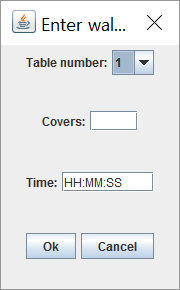 Enter wal...
Table number: 1
Covers:
Time: HH:MM:SS
Ok Cancel